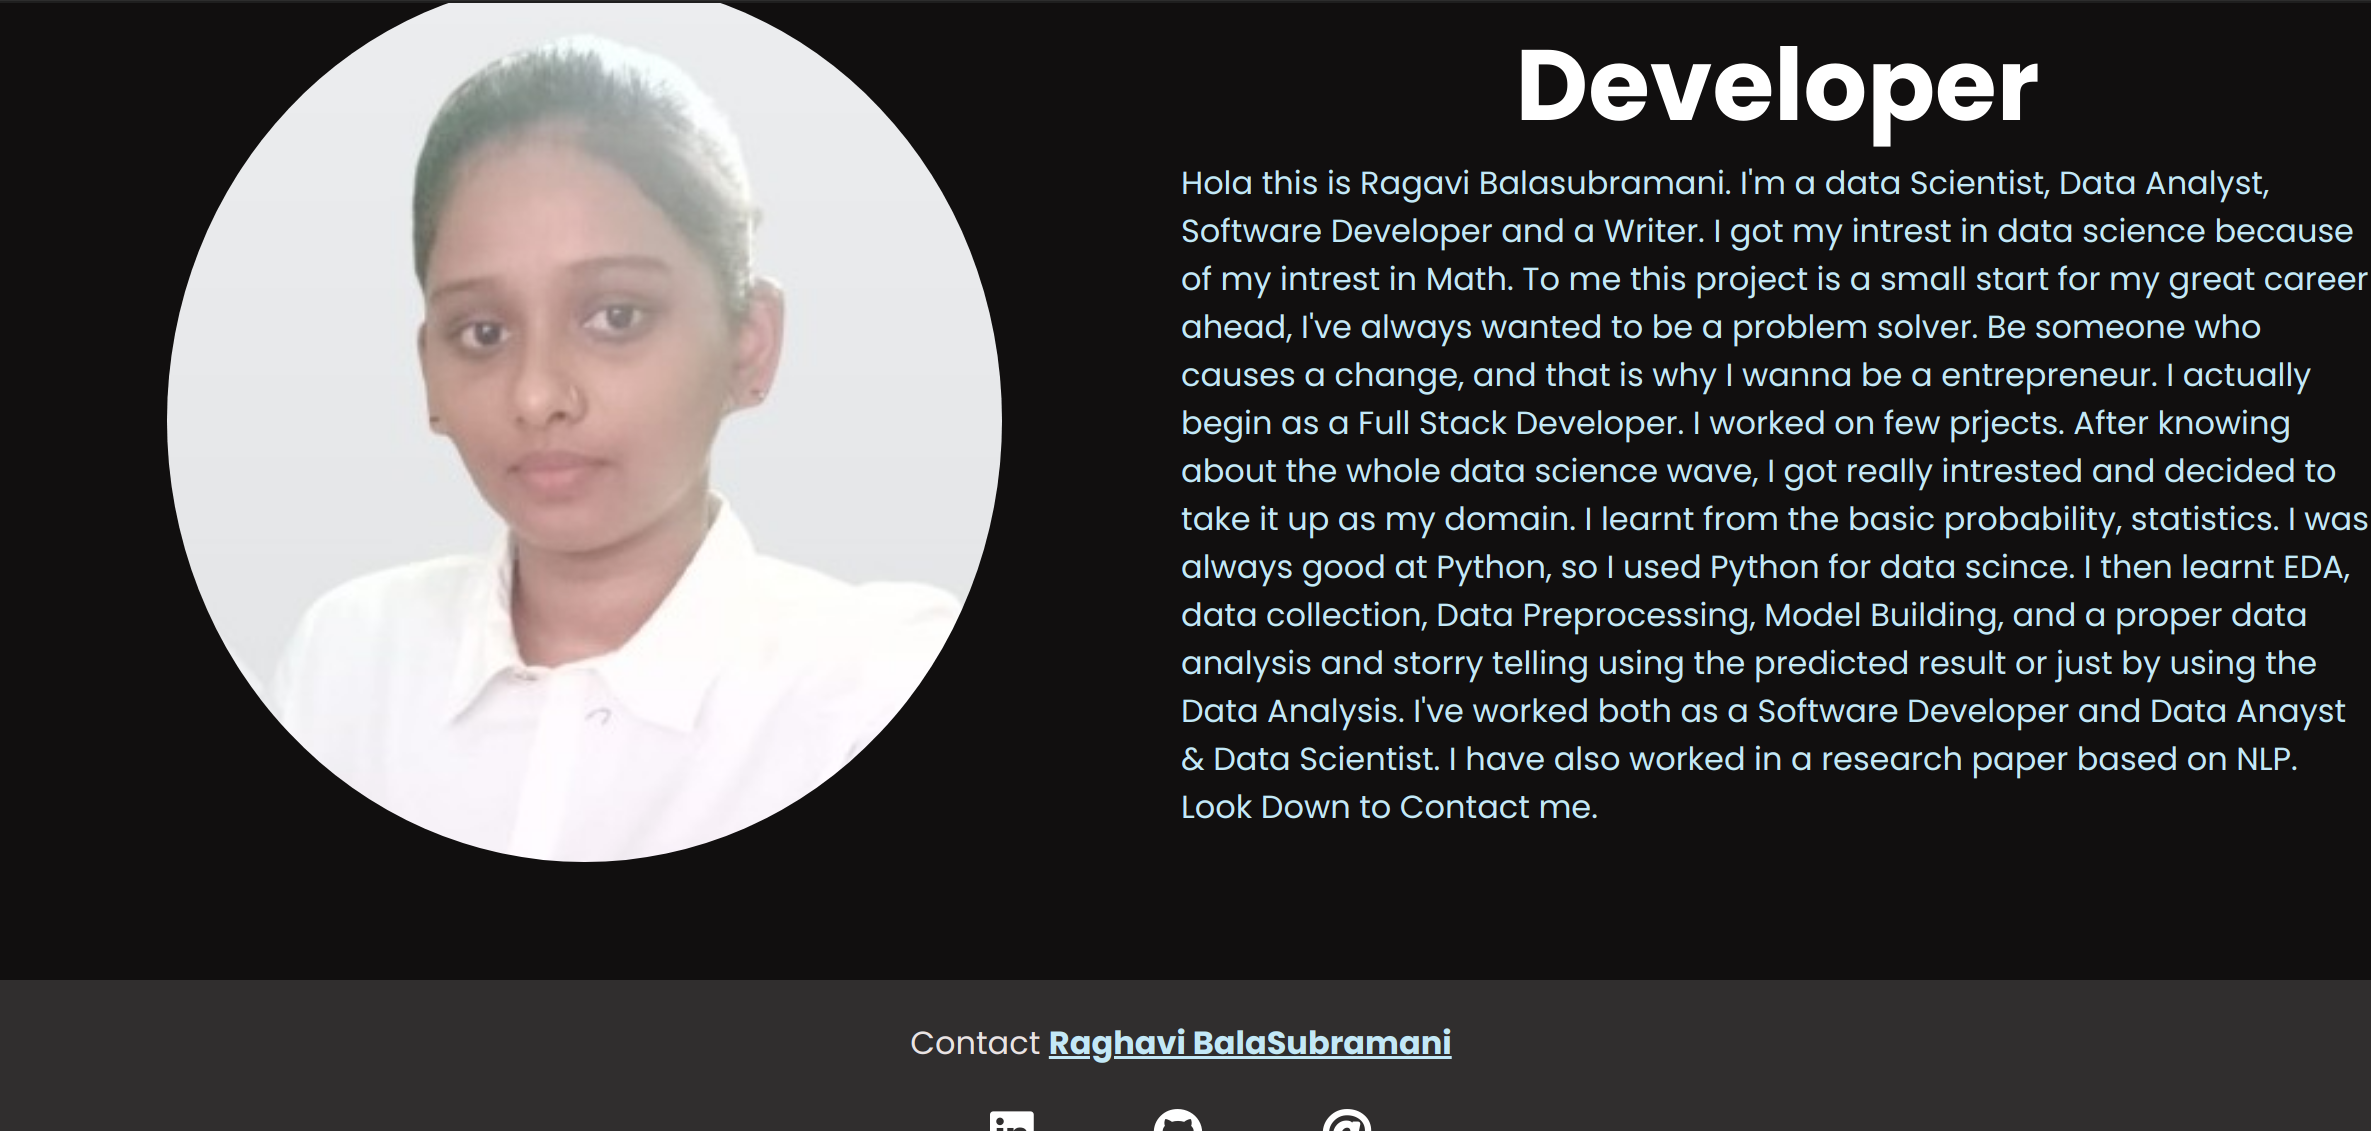 Developer
Hola this is Ragavi Balasubramani. I'm a data Scientist, Data Analyst,
Software Developer and a Writer. I got my intrest in data science because
of my intrest in Math. To me this project is a small start for my great career
ahead, I've always wanted to be a problem solver. Be someone who
causes a change, and that is why I wanna be a entrepreneur. I actually
begin as a Full Stack Developer. I worked on few prjects. After knowing
about the whole data science wave, I got really intrested and decided to
take it up as my domain. I learnt from the basic probability, statistics. I was
always good at Python, so I used Python for data scince. I then learnt EDA,
data collection, Data Preprocessing, Model Building, and a proper data
analysis and storry telling using the predicted result or just by using the
Data Analysis. I've worked both as a Software Developer and Data Anayst
& Data Scientist. I have also worked in a research paper based on NLP.
Look Down to Contact me.
Contact Raghavi BalaSubramani
in @